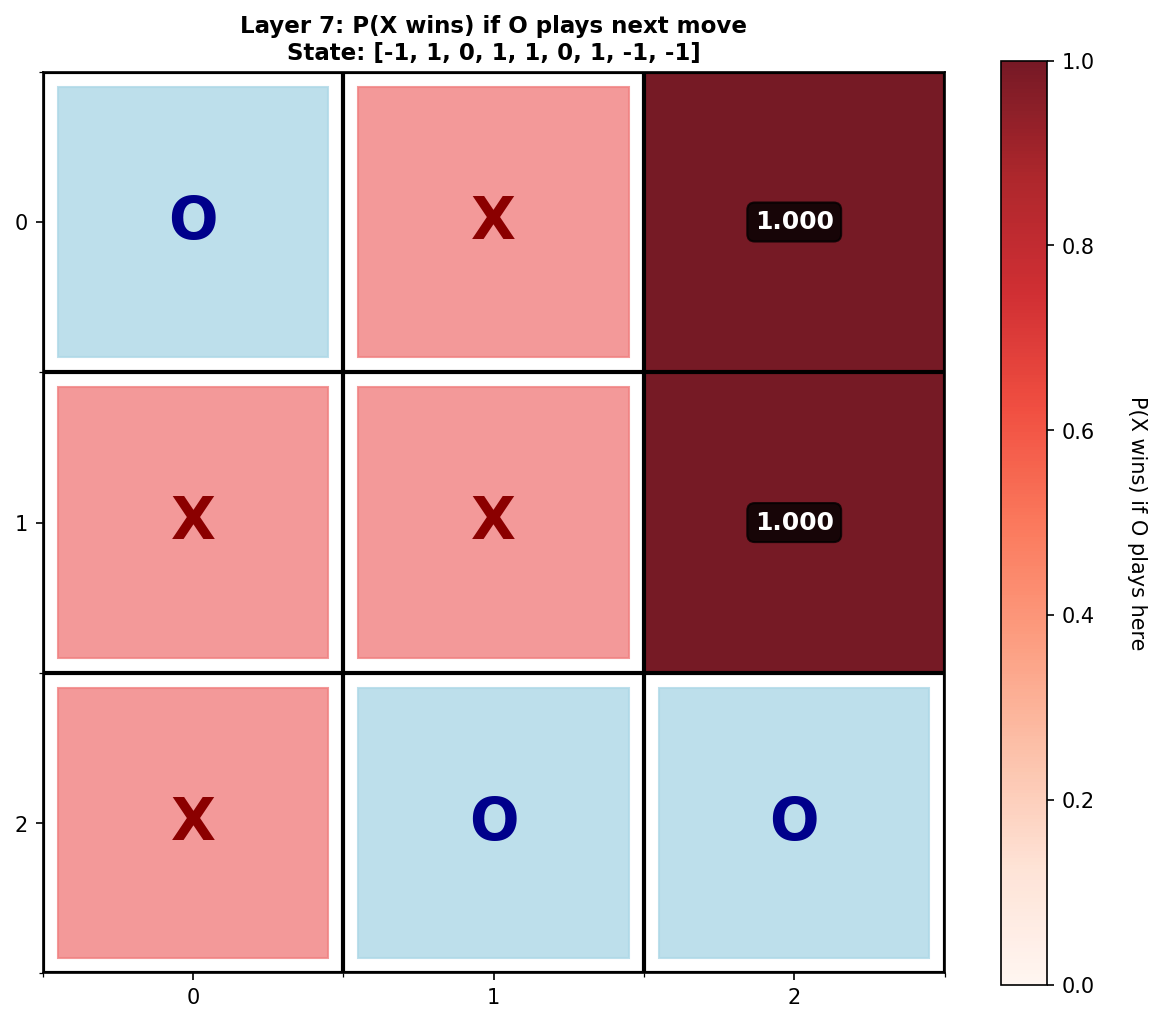 Layer 7: P(X wins) if O plays next move
State: [-1, 1, 0, 1, 1, 0, 1, -1, -1]
0
O
X
1.000
1
X
X
1.000
2
X
O
O
0
1
2
1.0
0.8
0.6
0.4
0.2
0.0
P(X wins) if O plays here